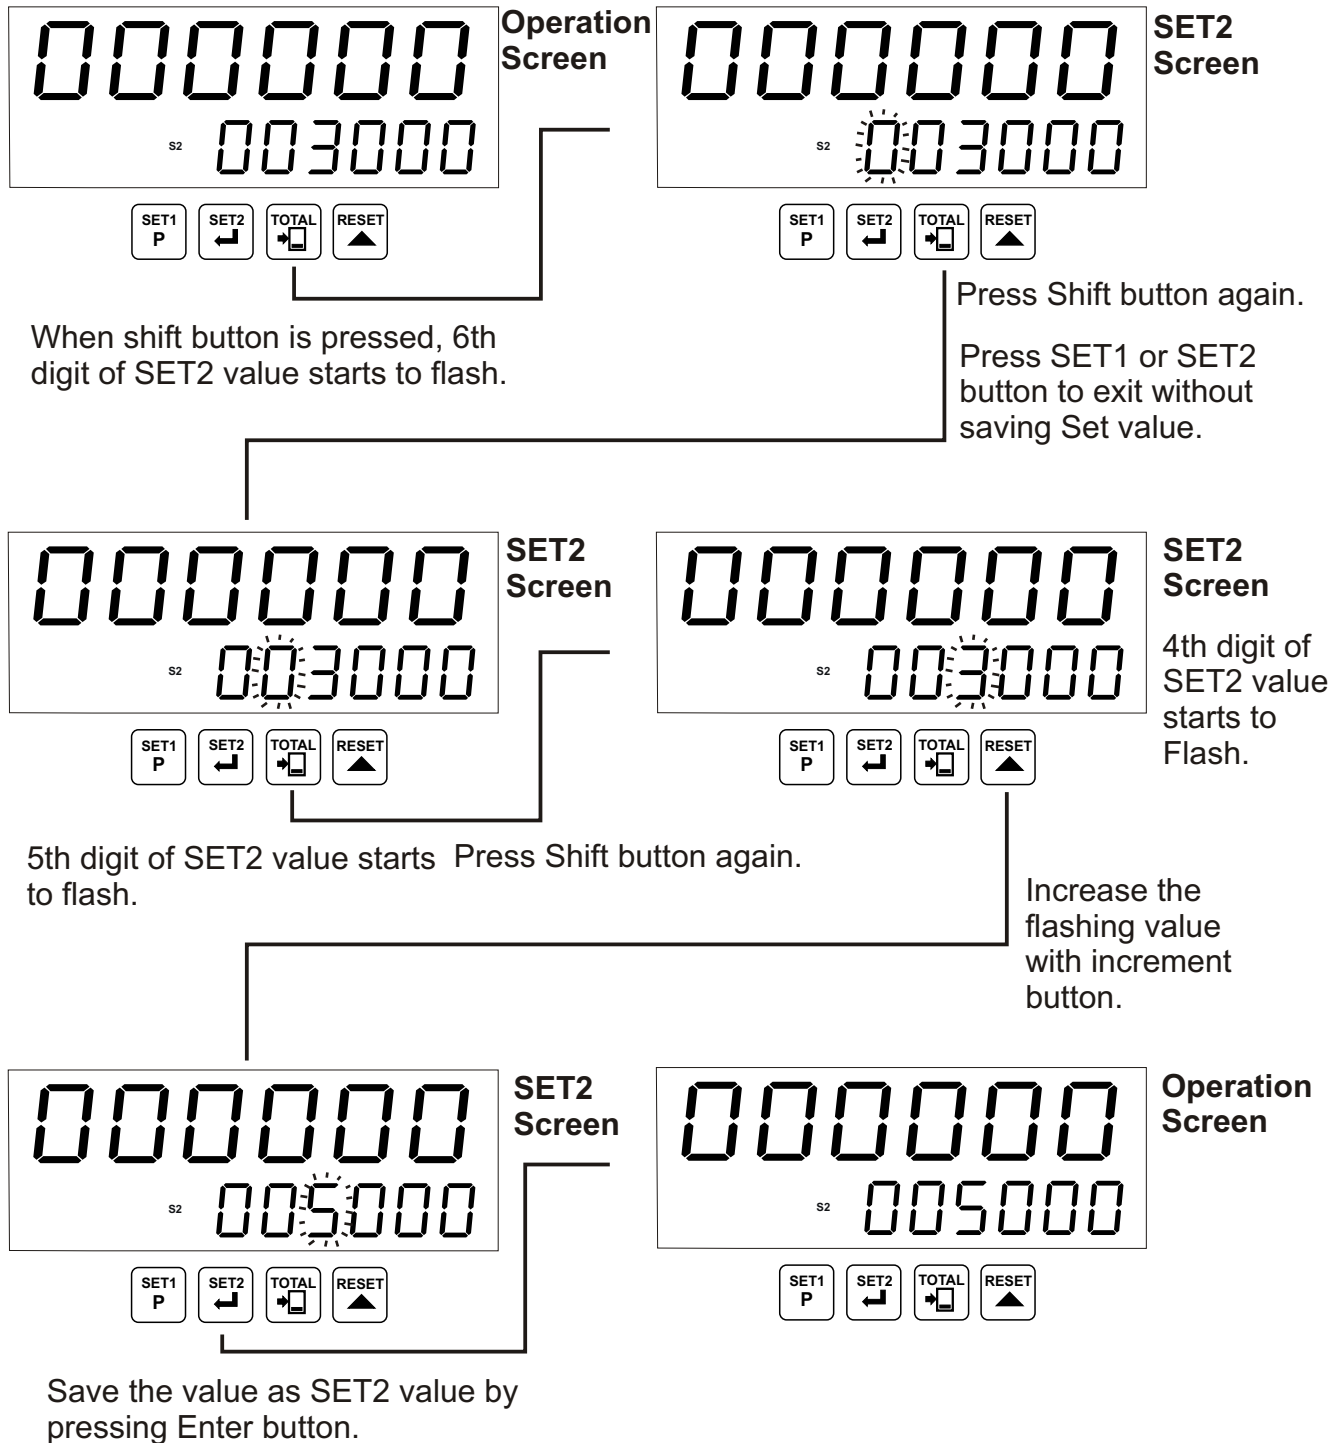 000000
Operation
Screen
S2 003000
SET1 P SET2 TOTAL RESET
When shift button is pressed, 6th
digit of SET2 value starts to flash.
000000
SET2
Screen
S2 003000
SET1 P SET2 TOTAL RESET
Press Shift button again.
Press SET1 or SET2
button to exit without
saving Set value.
000000
SET2
Screen
S2 003000
SET1 P SET2 TOTAL RESET
5th digit of SET2 value starts
to flash.
Press Shift button again.
000000
SET2
Screen
S2 003000
4th digit of
SET2 value
starts to
Flash.
SET1 P SET2 TOTAL RESET
Increase the
flashing value
with increment
button.
000000
SET2
Screen
S2 005000
SET1 P SET2 TOTAL RESET
Save the value as SET2 value by
pressing Enter button.
000000
Operation
Screen
S2 005000
SET1 P SET2 TOTAL RESET